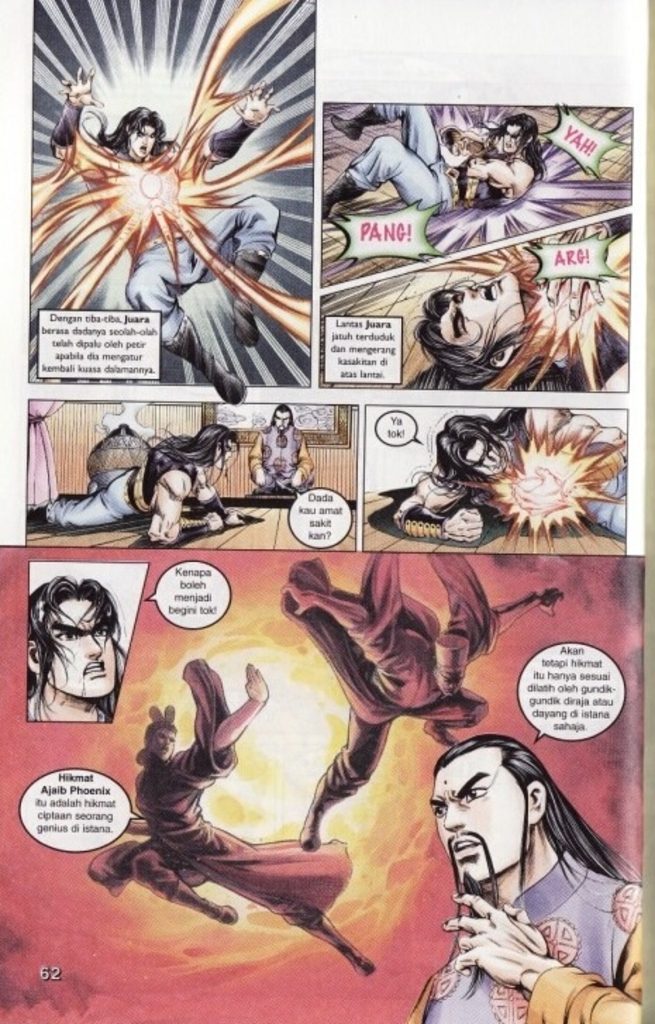 Dengan tiba-tiba, Juara
berasa dadanya seolah-olah
telah dipalu oleh petir
apabila dia mengatur
kembali kuasa dalamannya.
YAH!
PANG!
ARG!
Lantas Juara
jatuh terduduk
dan mengerang
kasakitan di
atas lantai.
Dada
kau amat
sakit
kan?
Ya
tok!
Kenapa
boleh
menjadi
begini tok!
Akan
tetapi hikmat
itu hanya sesuai
dilatih oleh gundik-
gundik diraja atau
dayang di istana
sahaja.
Hikmat
Ajaib Phoenix
itu adalah hikmat
ciptaan seorang
genius di istana.
62